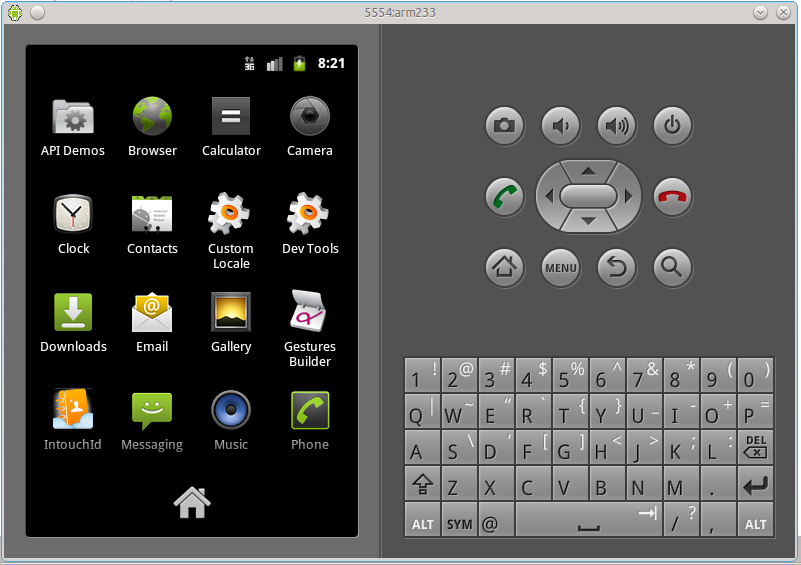 5554:arm233
3G 8:21
API Demos Browser Calculator Camera
Clock Contacts Custom Locale Dev Tools
Downloads Email Gallery Gestures Builder
IntouchId Messaging Music Phone
MENU
1 ! 2 @ 3 # 4 $ 5 % 6 ^ 7 & 8 * 9 ( 0 )
Q | W ~ E “ R ` T { Y } U _ I - O + P =
A S \ D ‘ F [ G ] H < J > K ; L : DEL
Z X C V B N M .
ALT SYM @ / ? , ALT